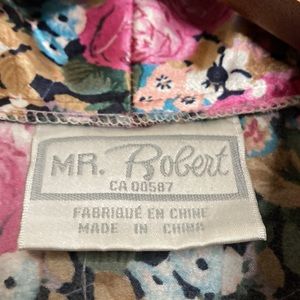 MR. Robert
CA 00587
FABRIQUÉ EN CHINE
MADE IN CHINA